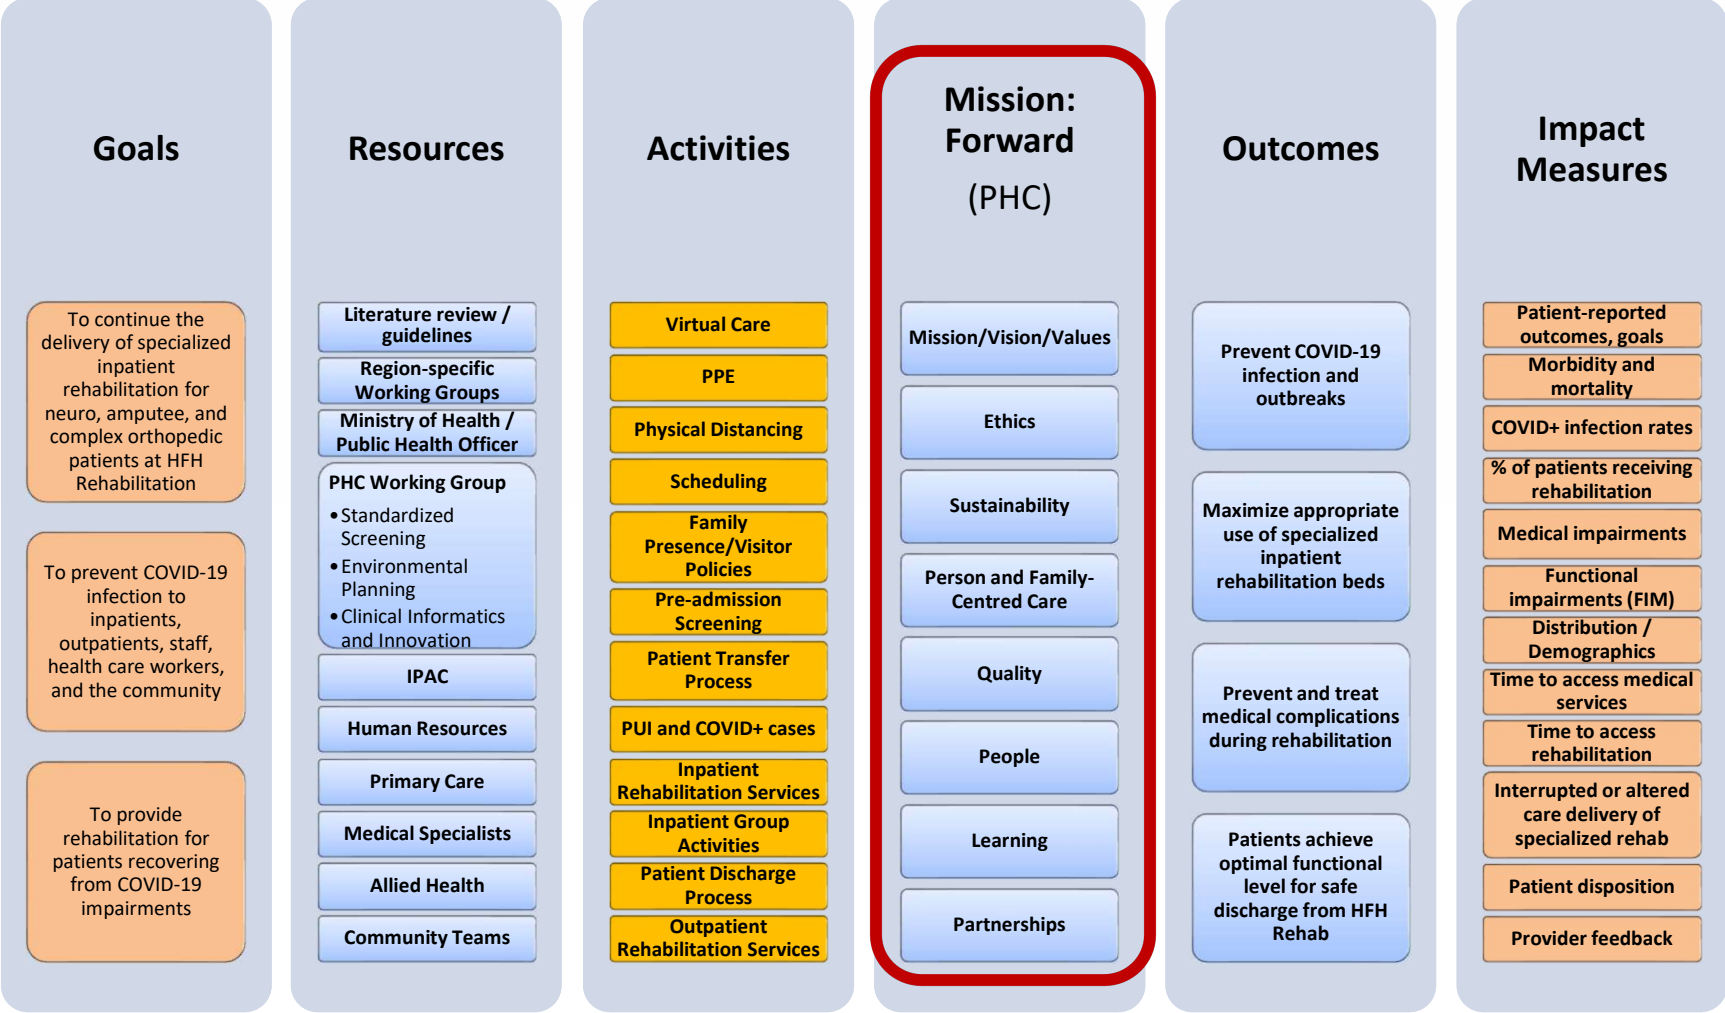 Goals
To continue the
delivery of specialized
inpatient
rehabilitation for
neuro, amputee, and
complex orthopedic
patients at HFH
Rehabilitation
To prevent COVID-19
infection to
inpatients,
outpatients, staff,
health care workers,
and the community
To provide
rehabilitation for
patients recovering
from COVID-19
impairments
Resources
Literature review /
guidelines
Region-specific
Working Groups
Ministry of Health /
Public Health Officer
PHC Working Group
•Standardized
Screening
•Environmental
Planning
•Clinical Informatics
and Innovation
IPAC
Human Resources
Primary Care
Medical Specialists
Allied Health
Community Teams
Activities
Virtual Care
PPE
Physical Distancing
Scheduling
Family
Presence/Visitor
Policies
Pre-admission
Screening
Patient Transfer
Process
PUI and COVID+ cases
Inpatient
Rehabilitation Services
Inpatient Group
Activities
Patient Discharge
Process
Outpatient
Rehabilitation Services
Mission:
Forward
(PHC)
Mission/Vision/Values
Ethics
Sustainability
Person and Family-
Centred Care
Quality
People
Learning
Partnerships
Outcomes
Prevent COVID-19
infection and
outbreaks
Maximize appropriate
use of specialized
inpatient
rehabilitation beds
Prevent and treat
medical complications
during rehabilitation
Patients achieve
optimal functional
level for safe
discharge from HFH
Rehab
Impact
Measures
Patient-reported
outcomes, goals
Morbidity and
mortality
COVID+ infection rates
% of patients receiving
rehabilitation
Medical impairments
Functional
impairments (FIM)
Distribution /
Demographics
Time to access medical
services
Time to access
rehabilitation
Interrupted or altered
care delivery of
specialized rehab
Patient disposition
Provider feedback